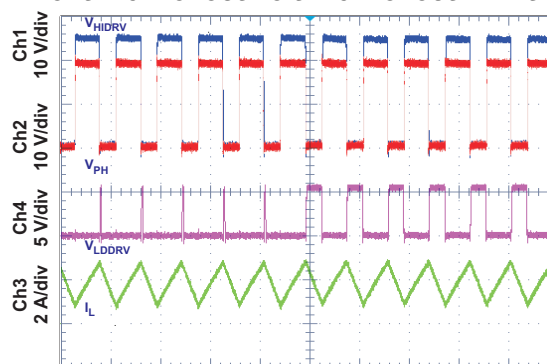 Ch1
10 V/div
VHIDRV
Ch2
10 V/div
VPH
Ch4
5 V/div
VLDDRV
Ch3
2 A/div
IL